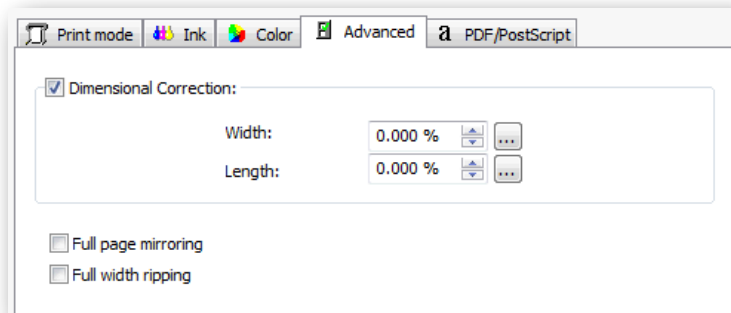 Print mode Ink Color Advanced a PDF/PostScript
Dimensional Correction:
Width: 0.000 % ...
Length: 0.000 % ...
Full page mirroring
Full width ripping